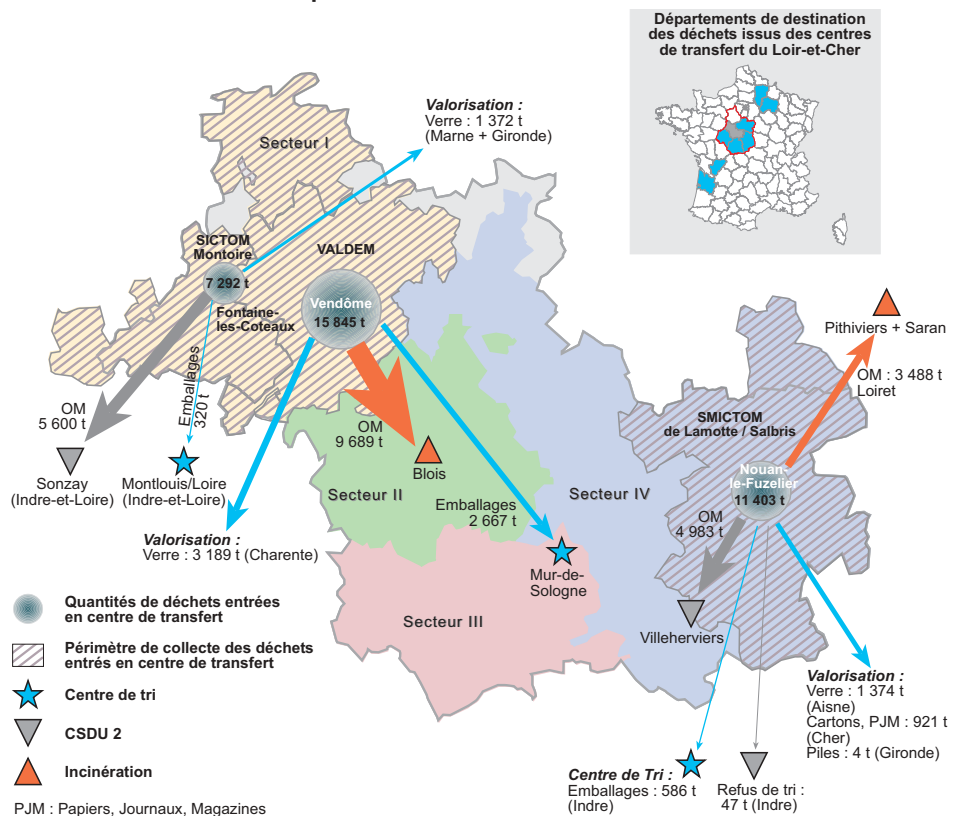 Départements de destination
des déchets issus des centres
de transfert du Loir-et-Cher
Valorisation :
Verre : 1 372 t
(Marne + Gironde)
Secteur I
SICTOM
Montoire
VALDEM
7 292 t
Vendôme
15 845 t
Fontaine-
les-Coteaux
Pithiviers + Saran
OM : 3 488 t
Loiret
Emballages
320 t
OM
5 600 t
SMICTOM
de Lamotte / Salbris
OM
9 689 t
Sonzay
(Indre-et-Loire)
Montlouis/Loire
(Indre-et-Loire)
Blois
Secteur II
Secteur IV
Nouan-
le-Fuzelier
11 403 t
Emballages
2 667 t
OM
4 983 t
Valorisation :
Verre : 3 189 t (Charente)
Mur-de-
Sologne
Secteur III
Villeherviers
Quantités de déchets entrées
en centre de transfert
Périmètre de collecte des déchets
entrés en centre de transfert
Centre de tri
CSDU 2
Incinération
PJM : Papiers, Journaux, Magazines
Valorisation :
Verre : 1 374 t
(Aisne)
Cartons, PJM : 921 t
(Cher)
Piles : 4 t (Gironde)
Centre de Tri :
Emballages : 586 t
(Indre)
Refus de tri :
47 t (Indre)